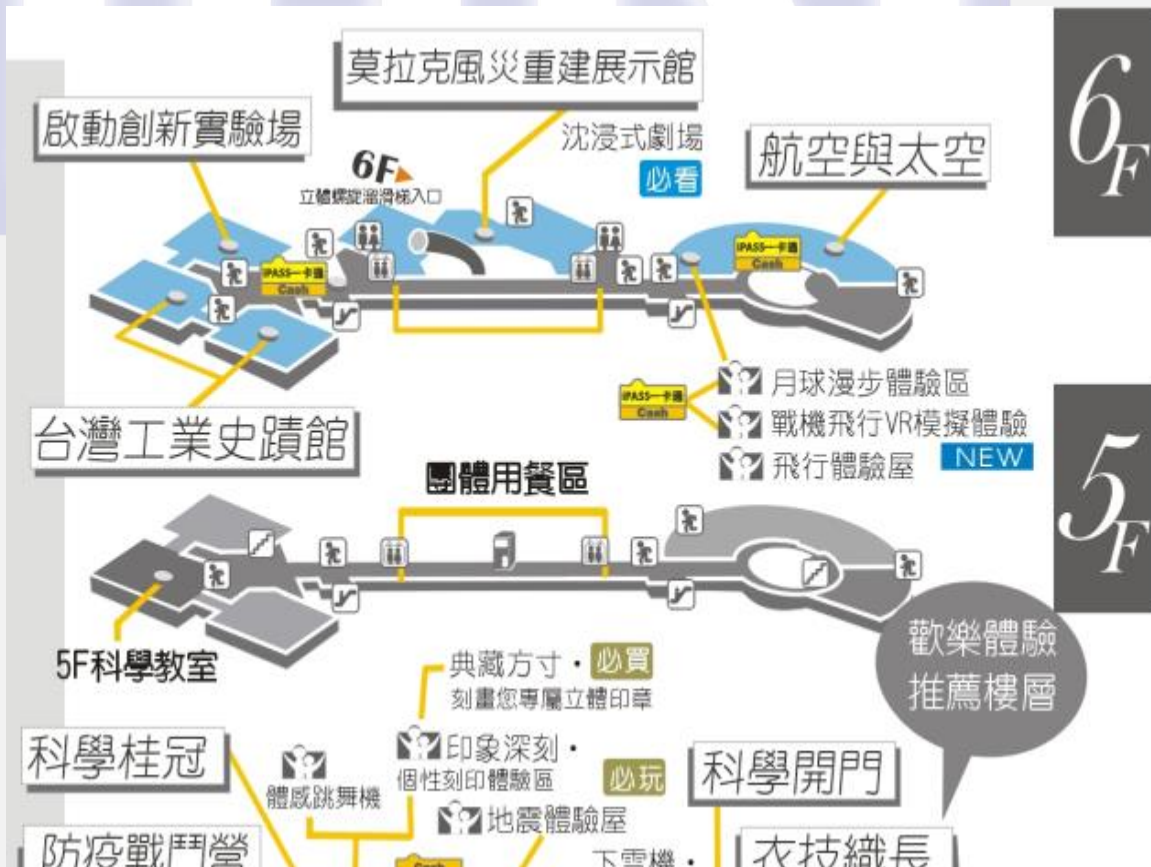 莫拉克風災重建展示館
6F
啟動創新實驗場
沈浸式劇場
必看
航空與太空
6F
立體螺旋溜滑梯入口
iPASS一卡通
Cash
iPASS一卡通
Cash
iPASS一卡通
Cash
月球漫步體驗區
戰機飛行VR模擬體驗
飛行體驗屋
NEW
台灣工業史蹟館
5F
團體用餐區
5F科學教室
歡樂體驗
推薦樓層
典藏方寸・
必買
刻畫您專屬立體印章
科學桂冠
體感跳舞機
印象深刻・
個性刻印體驗區
必玩
科學開門
地震體驗屋
防疫戰鬥營
Cash
下雪機・
衣技織長